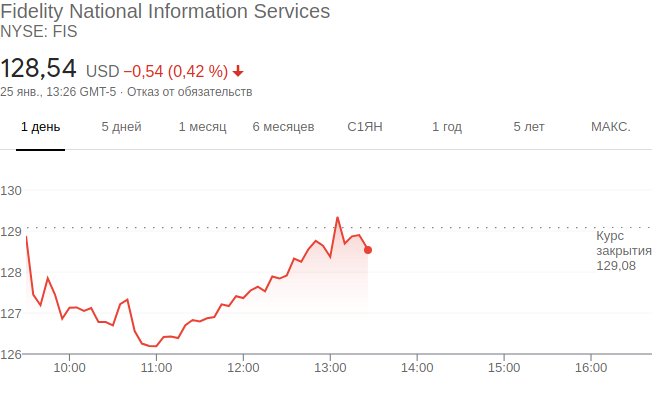 Fidelity National Information Services
NYSE: FIS
128,54 USD −0,54 (0,42 %)
25 янв., 13:26 GMT-5 · Отказ от обязательств
1 день 5 дней 1 месяц 6 месяцев С1ЯН 1 год 5 лет МАКС.
130
129
Курс
закрытия
129,08
128
127
126
10:00 11:00 12:00 13:00 14:00 15:00 16:00